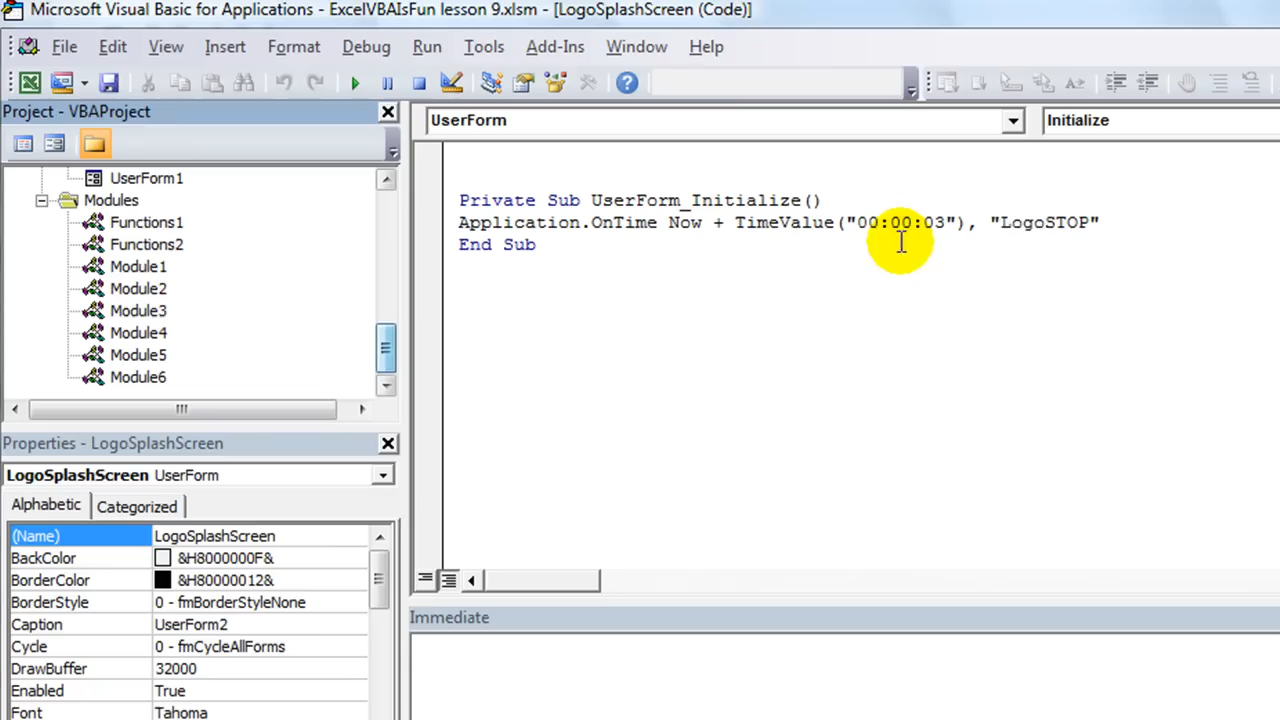 Microsoft Visual Basic for Applications - ExcelVBAIsFun lesson 9.xlsm - [LogoSplashScreen (Code)]
File Edit View Insert Format Debug Run Tools Add-Ins Window Help
Project - VBAProject
UserForm
Initialize
UserForm1
Modules
Functions1
Functions2
Module1
Module2
Module3
Module4
Module5
Module6
Private Sub UserForm_Initialize()
Application.OnTime Now + TimeValue("00:00:03"), "LogoSTOP"
End Sub
Properties - LogoSplashScreen
LogoSplashScreen UserForm
Alphabetic Categorized
(Name) LogoSplashScreen
BackColor &H8000000F&
BorderColor &H80000012&
BorderStyle 0 - fmBorderStyleNone
Caption UserForm2
Cycle 0 - fmCycleAllForms
DrawBuffer 32000
Enabled True
Font Tahoma
Immediate